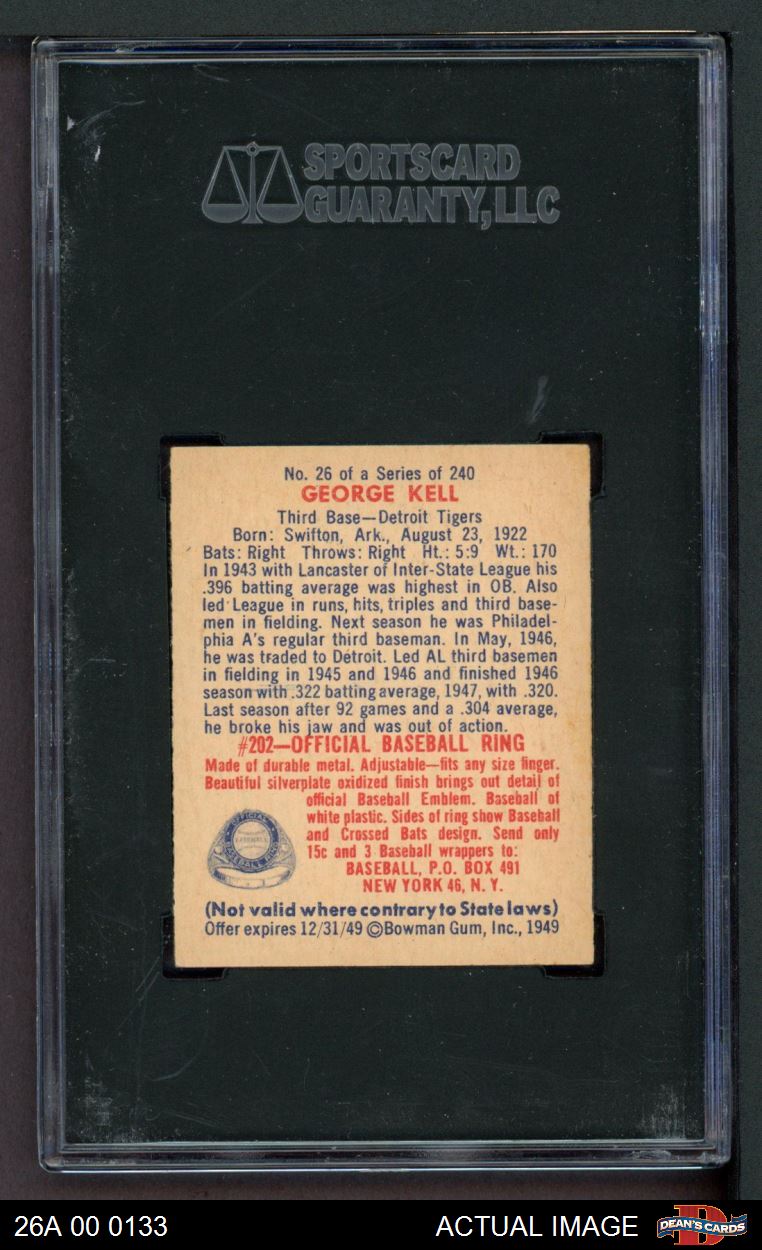 SPORTSCARD
GUARANTY, LLC
No. 26 of a Series of 240
GEORGE KELL
Third Base—Detroit Tigers
Born: Swifton, Ark., August 23, 1922
Bats: Right Throws: Right Ht.: 5:9 Wt.: 170
In 1943 with Lancaster of Inter-State League his
.396 batting average was highest in OB. Also
led League in runs, hits, triples and third base-
men in fielding. Next season he was Philadel-
phia A's regular third baseman. In May, 1946,
he was traded to Detroit. Led AL third basemen
in fielding in 1945 and 1946 and finished 1946
season with .322 batting average, 1947, with .320.
Last season after 92 games and a .304 average,
he broke his jaw and was out of action.
#202—OFFICIAL BASEBALL RING
Made of durable metal. Adjustable—fits any size finger.
Beautiful silverplate oxidized finish brings out detail of
official Baseball Emblem. Baseball of
white plastic. Sides of ring show Baseball
and Crossed Bats design. Send only
15c and 3 Baseball wrappers to:
BASEBALL, P.O. BOX 491
NEW YORK 46, N. Y.
OFFICIAL
BASEBALL
BASEBALL RING
(Not valid where contrary to State laws)
Offer expires 12/31/49 ©Bowman Gum, Inc., 1949
26A 00 0133
ACTUAL IMAGE
DEAN'S CARDS